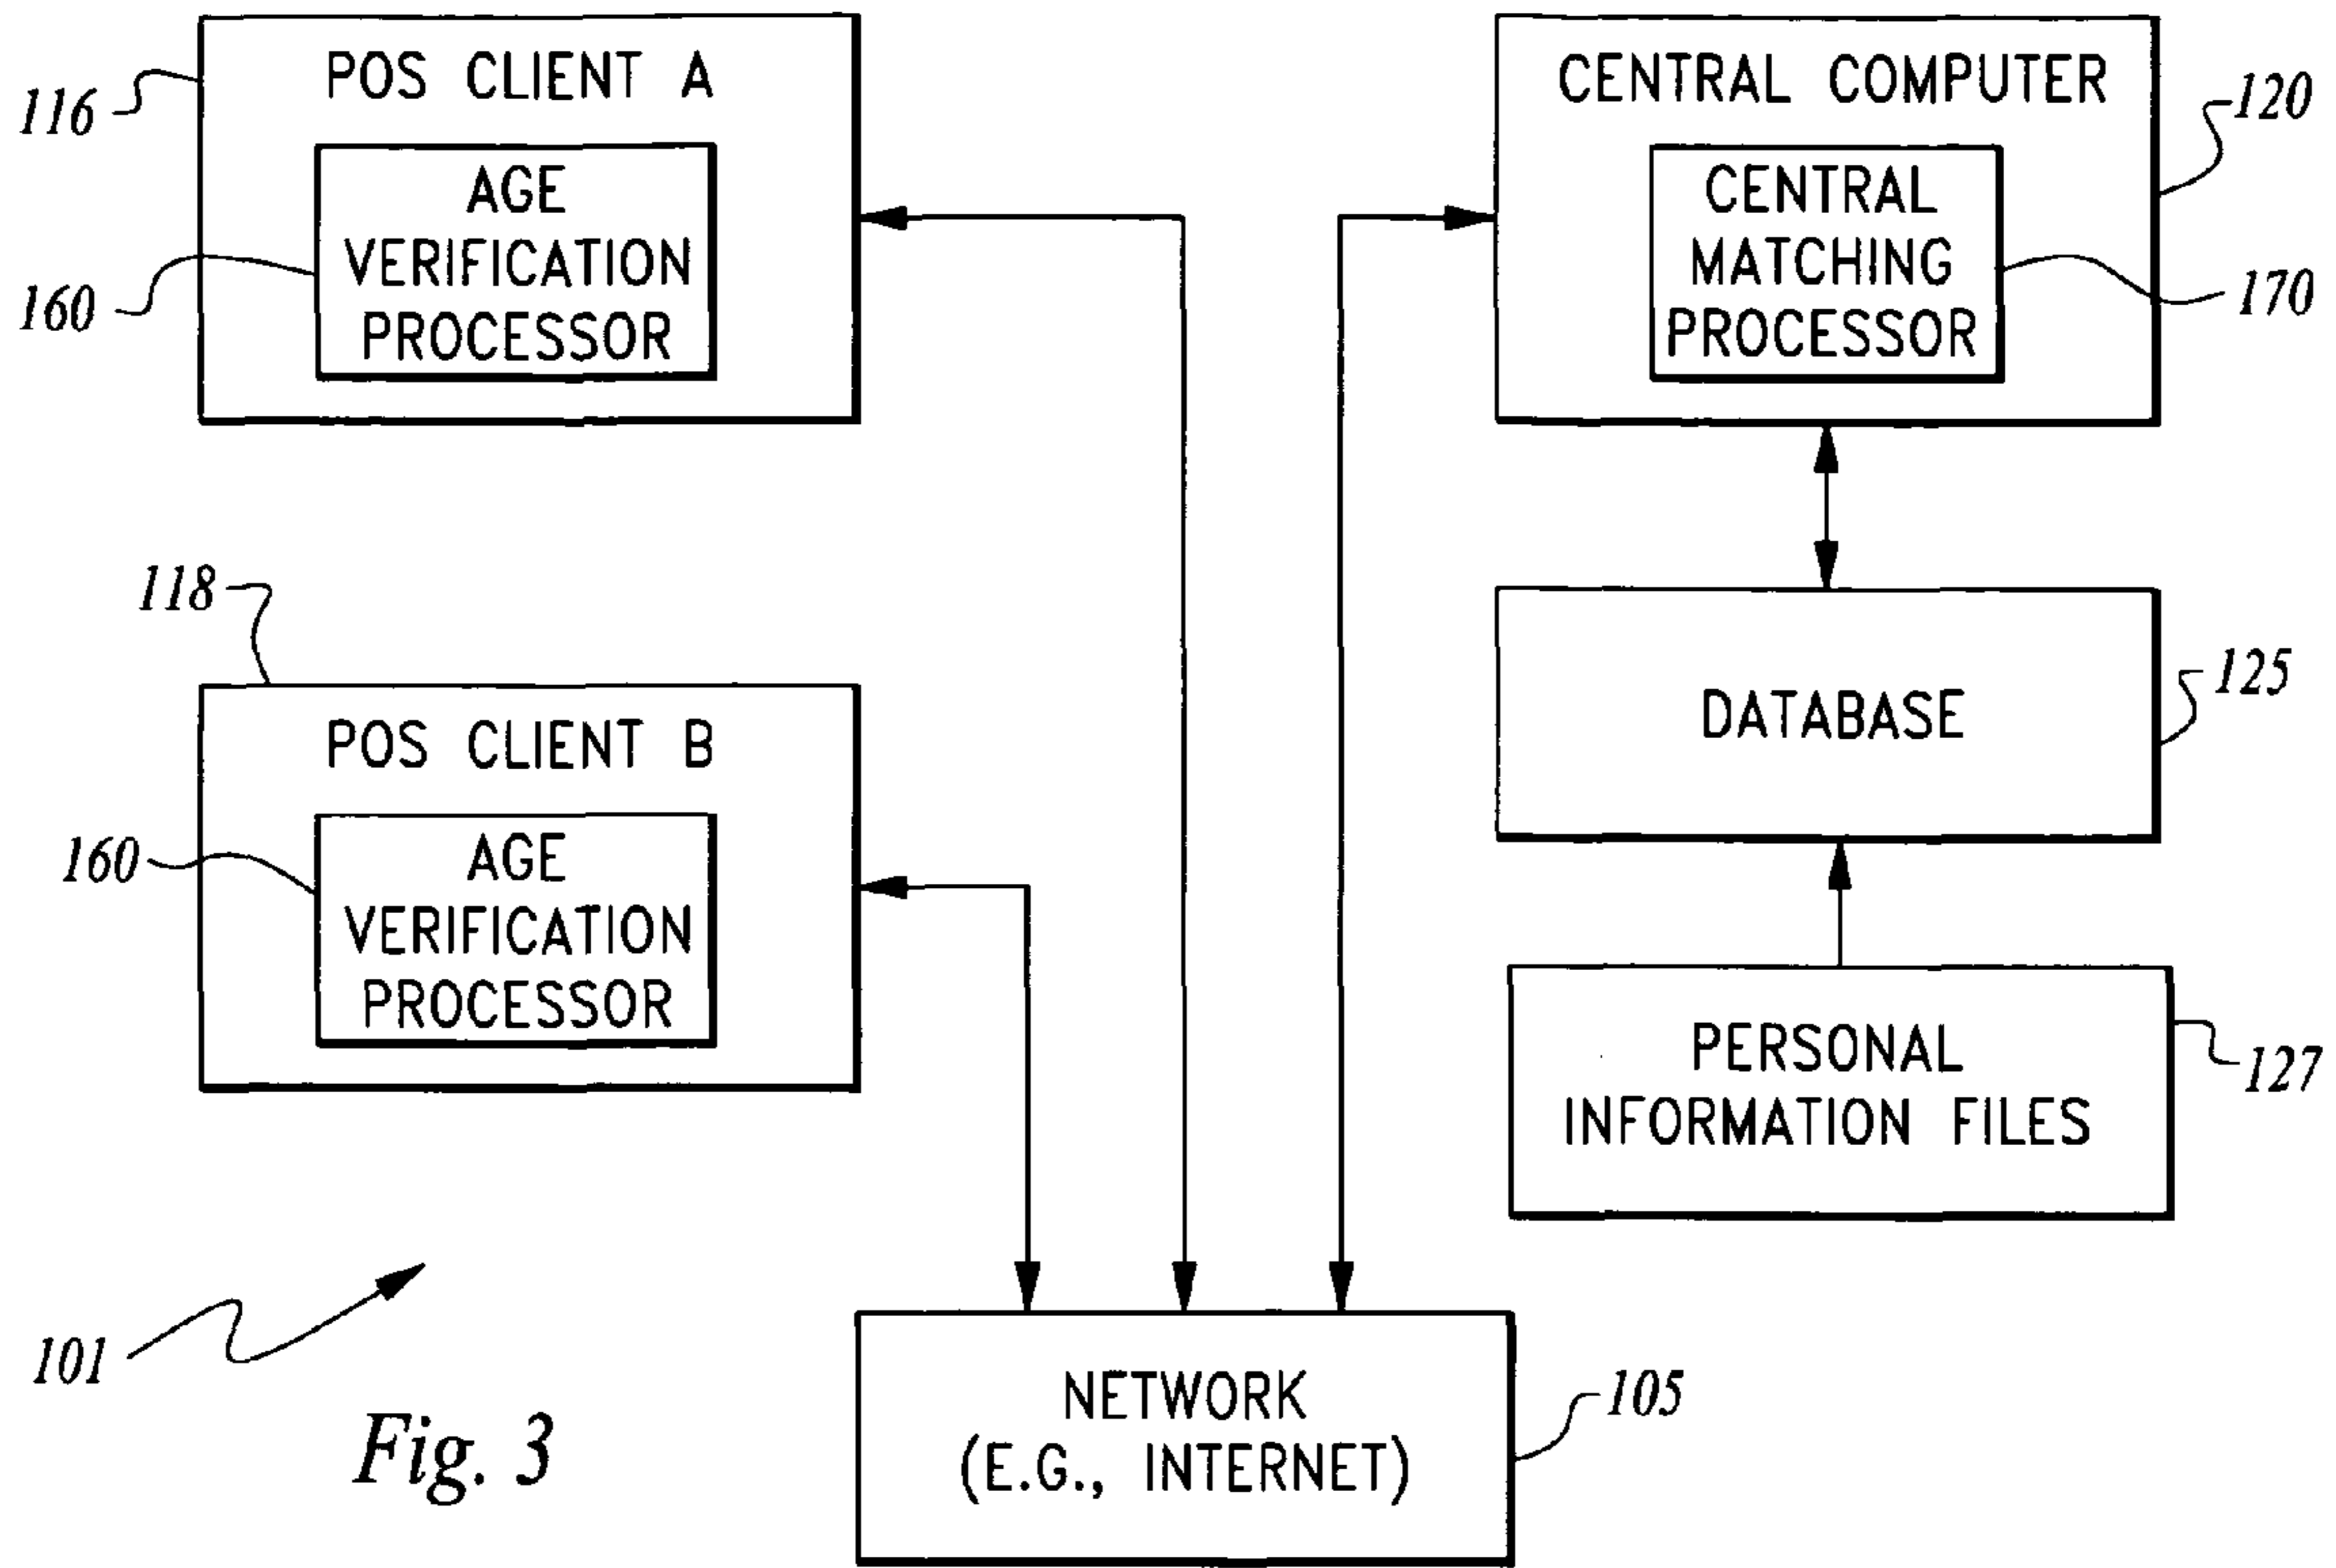 POS CLIENT A
116
AGE
VERIFICATION
PROCESSOR
160
CENTRAL COMPUTER
120
CENTRAL
MATCHING
PROCESSOR
170
118
POS CLIENT B
160
AGE
VERIFICATION
PROCESSOR
DATABASE
125
PERSONAL
INFORMATION FILES
127
101
NETWORK
(E.G., INTERNET)
105
Fig. 3